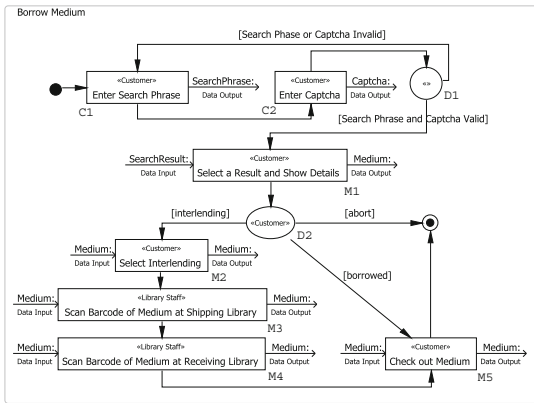 Borrow Medium
[Search Phase or Captcha Invalid]
«Customer»
Enter Search Phrase
C1
SearchPhrase:
Data Output
«Customer»
Enter Captcha
C2
Captcha:
Data Output
«»
D1
[Search Phrase and Captcha Valid]
SearchResult:
Data Input
«Customer»
Select a Result and Show Details
M1
Medium:
Data Output
[interlending]
«Customer»
D2
[abort]
Medium:
Data Input
«Customer»
Select Interlending
M2
Medium:
Data Output
[borrowed]
Medium:
Data Input
«Library Staff»
Scan Barcode of Medium at Shipping Library
M3
Medium:
Data Output
Medium:
Data Input
«Library Staff»
Scan Barcode of Medium at Receiving Library
M4
Medium:
Data Output
Medium:
Data Input
«Customer»
Check out Medium
M5
Medium:
Data Output